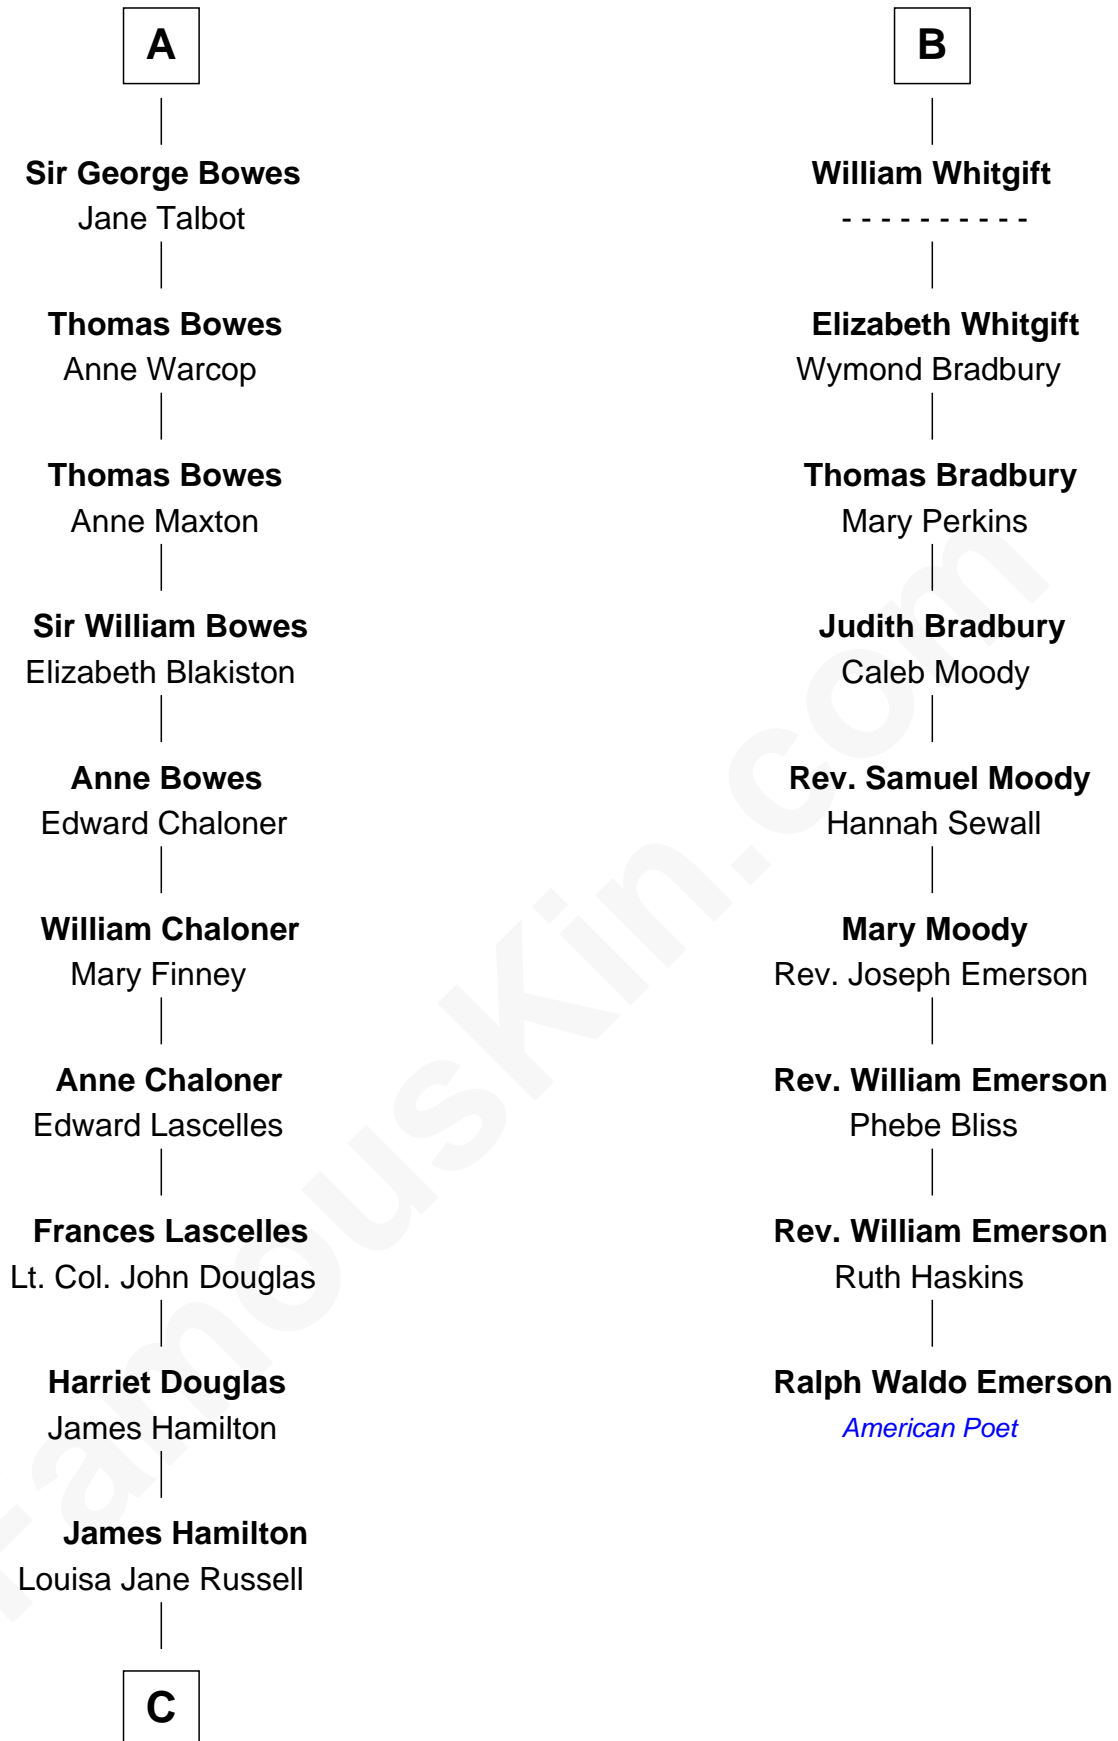 A
Sir George Bowes
Jane Talbot
Thomas Bowes
Anne Warcop
Thomas Bowes
Anne Maxton
Sir William Bowes
Elizabeth Blakiston
Anne Bowes
Edward Chaloner
William Chaloner
Mary Finney
Anne Chaloner
Edward Lascelles
Frances Lascelles
Lt. Col. John Douglas
Harriet Douglas
James Hamilton
James Hamilton
Louisa Jane Russell
C
B
William Whitgift
- - - - - - - - - -
Elizabeth Whitgift
Wymond Bradbury
Thomas Bradbury
Mary Perkins
Judith Bradbury
Caleb Moody
Rev. Samuel Moody
Hannah Sewall
Mary Moody
Rev. Joseph Emerson
Rev. William Emerson
Phebe Bliss
Rev. William Emerson
Ruth Haskins
Ralph Waldo Emerson
American Poet
FamousKin.com